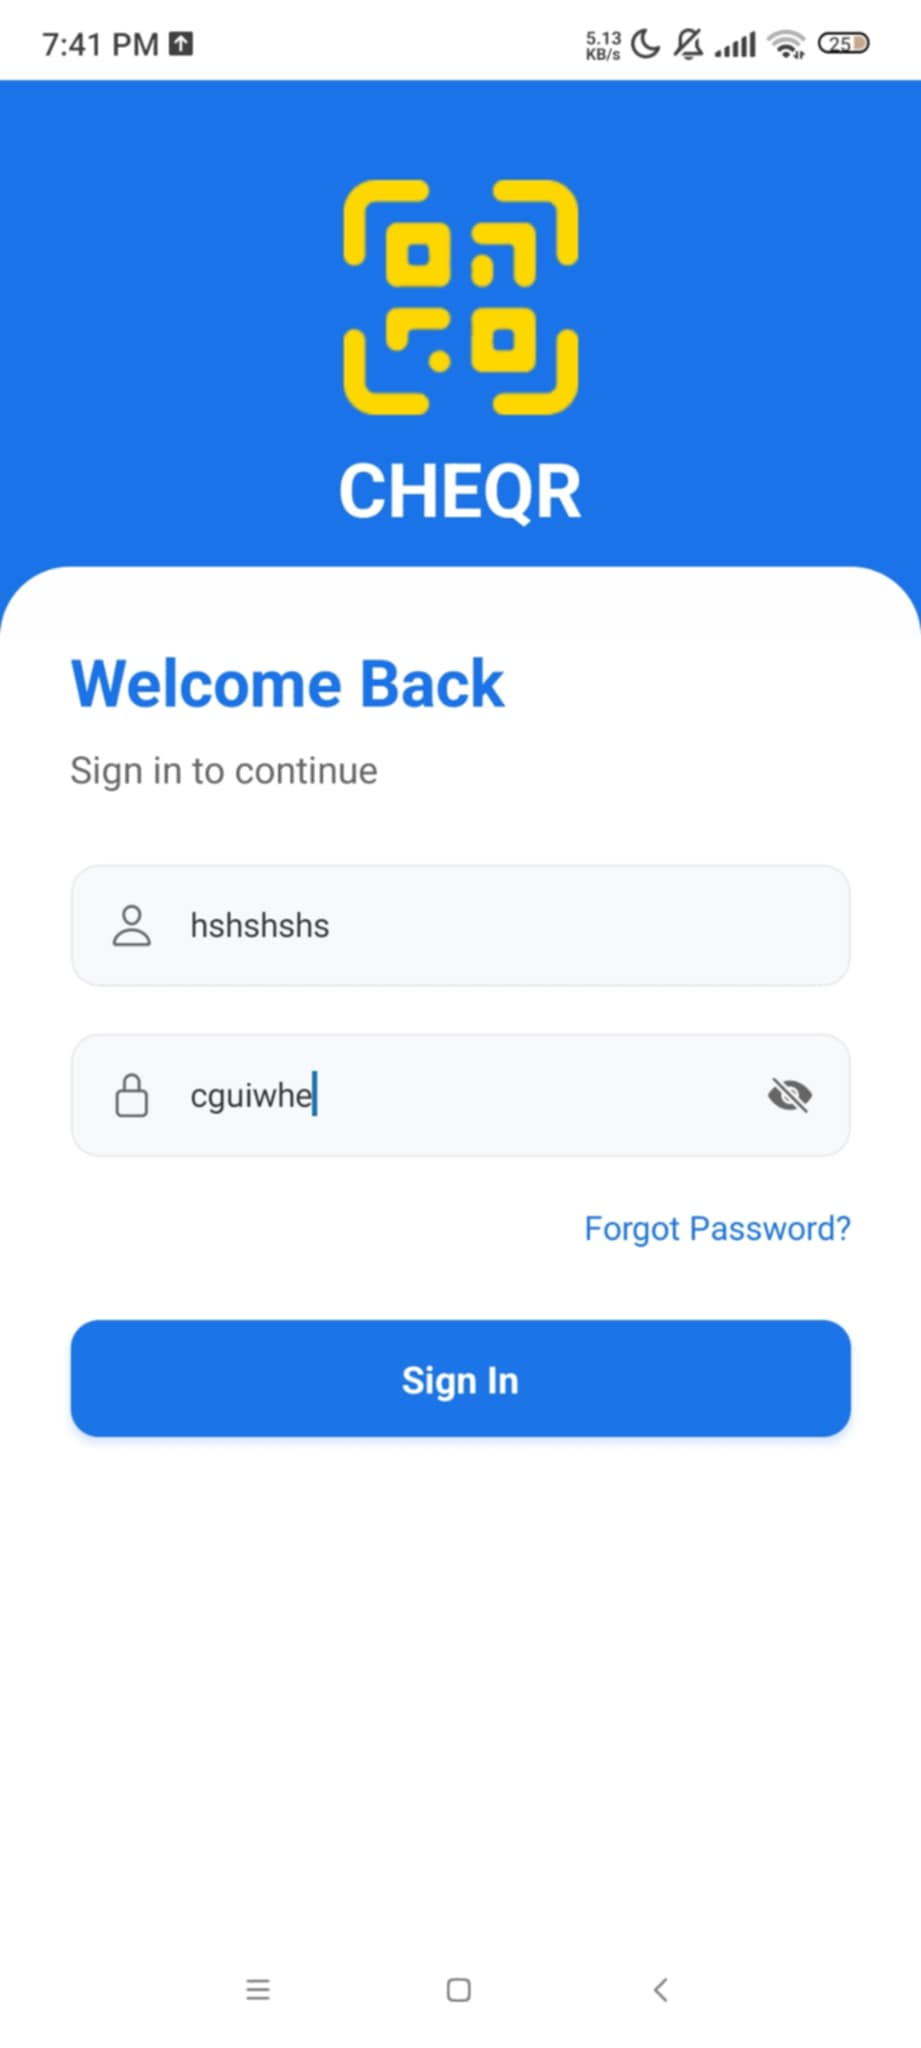 7:41 PM
5.13
KB/s
25
CHEQR
Welcome Back
Sign in to continue
hshshshs
cguiwhe
Forgot Password?
Sign In